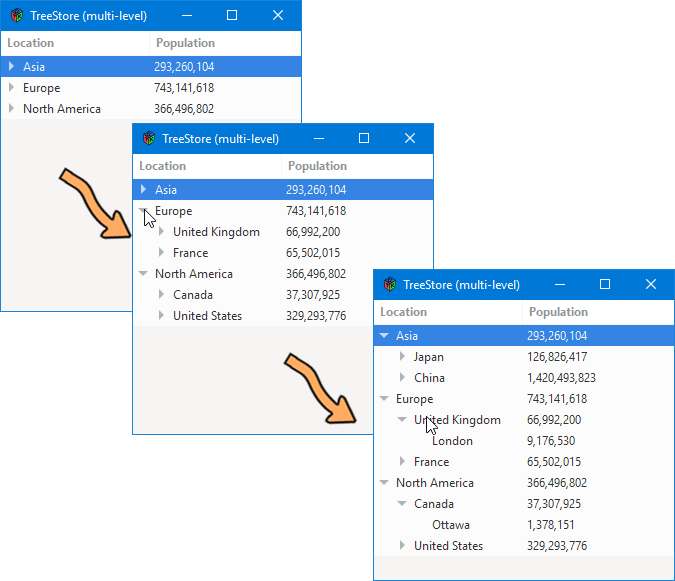 TreeStore (multi-level)
Location Population
Asia 293,260,104
Europe 743,141,618
North America 366,496,802
TreeStore (multi-level)
Location Population
Asia 293,260,104
Europe 743,141,618
United Kingdom 66,992,200
France 65,502,015
North America 366,496,802
Canada 37,307,925
United States 329,293,776
TreeStore (multi-level)
Location Population
Asia 293,260,104
Japan 126,826,417
China 1,420,493,823
Europe 743,141,618
United Kingdom 66,992,200
London 9,176,530
France 65,502,015
North America 366,496,802
Canada 37,307,925
Ottawa 1,378,151
United States 329,293,776